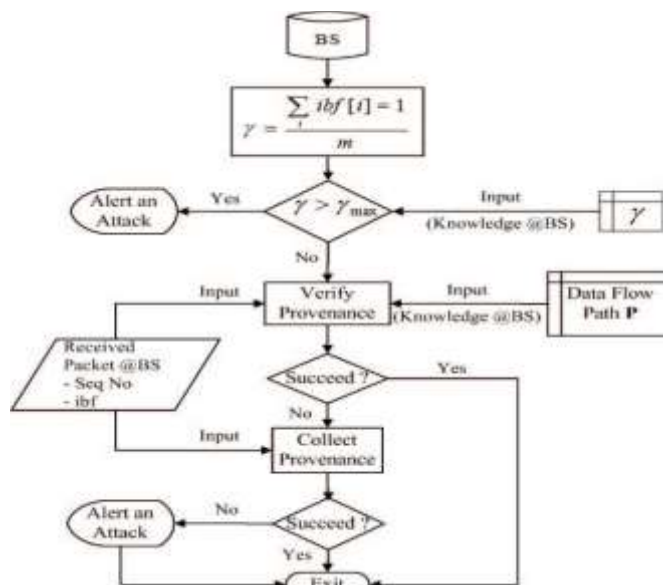 BS
γ = ∑ᵢ ibf [i] = 1 / m
Alert an
Attack
Yes
γ > γmax
Input
(Knowledge @BS)
γ
No
Input
Verify
Provenance
Input
(Knowledge @BS)
Data Flow
Path P
Received
Packet @BS
- Seq No
- ibf
Succeed ?
Yes
No
Input
Collect
Provenance
Alert an
Attack
No
Succeed ?
Yes
Exit